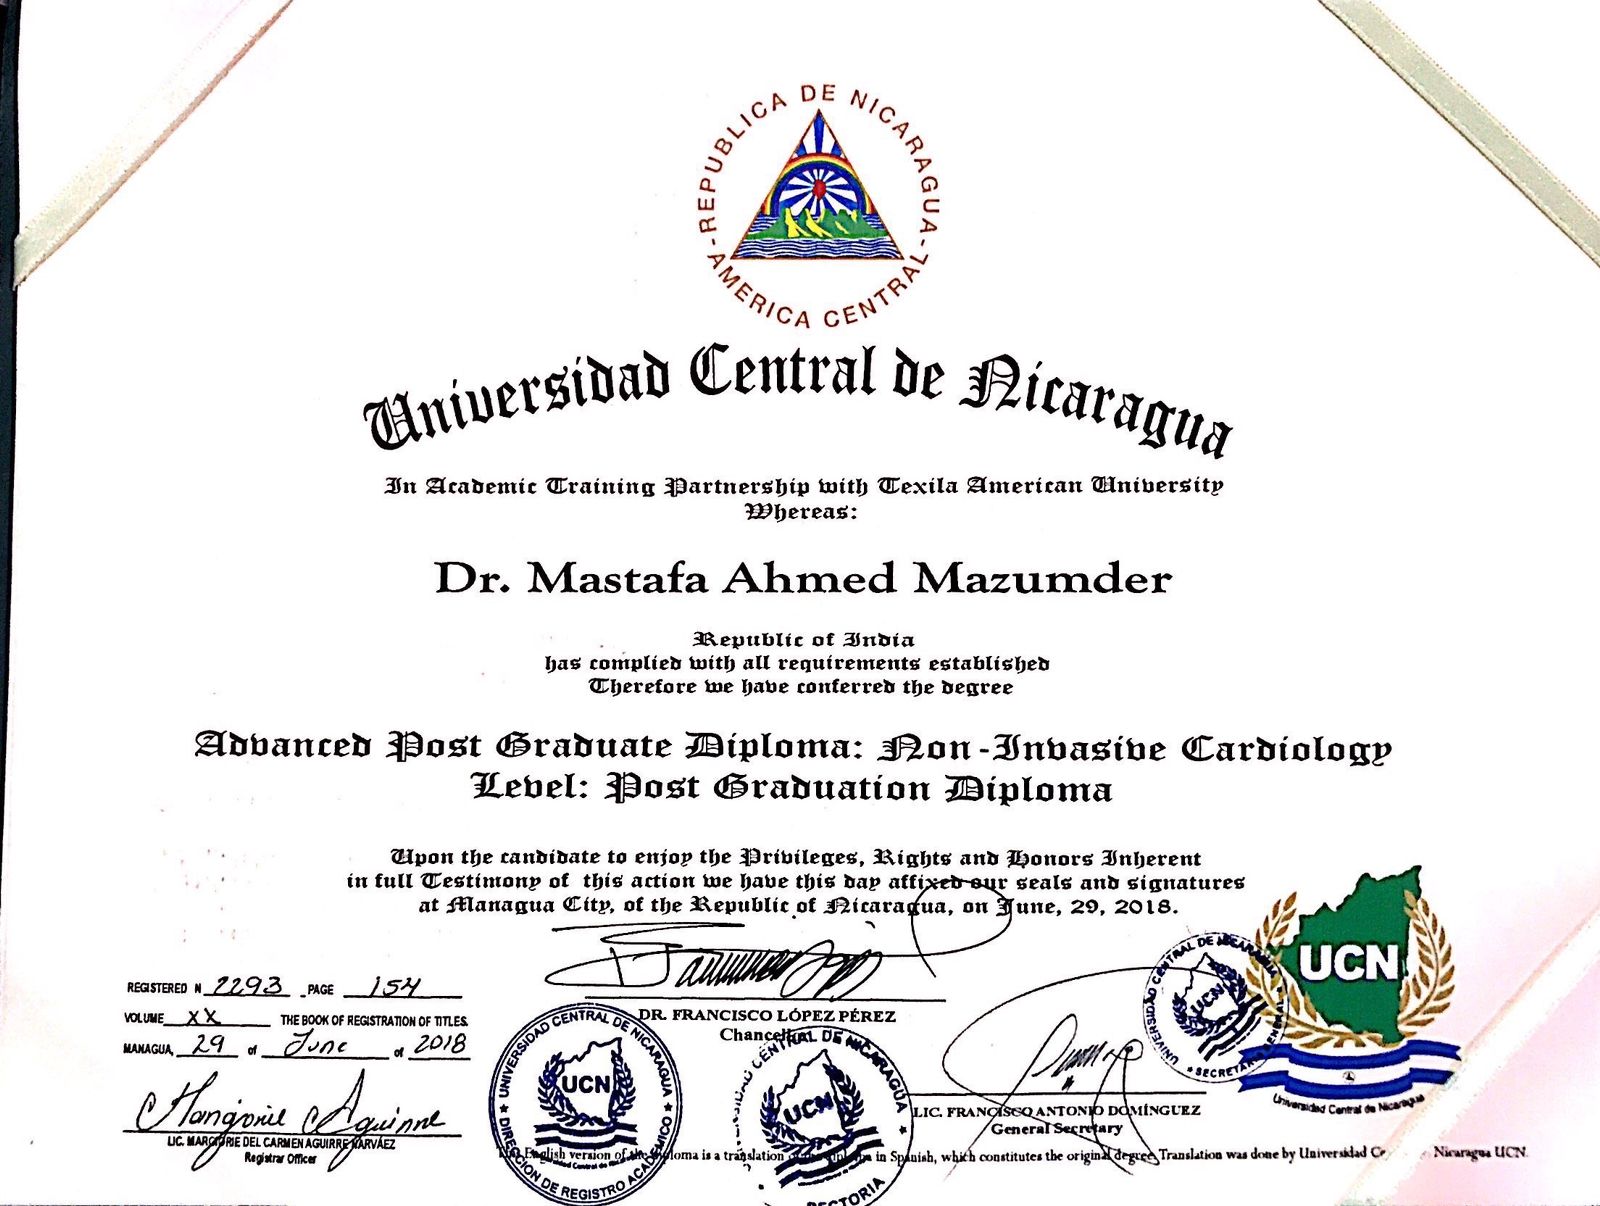 REPUBLICA DE NICARAGUA - AMERICA CENTRAL -
Universidad Central de Nicaragua
In Academic Training Partnership with Texila American University
Whereas:
Dr. Mastafa Ahmed Mazumder
Republic of India
has complied with all requirements established
Therefore we have conferred the degree
Advanced Post Graduate Diploma: Non-Invasive Cardiology
Level: Post Graduation Diploma
Upon the candidate to enjoy the Privileges, Rights and Honors Inherent
in full Testimony of this action we have this day affixed our seals and signatures
at Managua City, of the Republic of Nicaragua, on June, 29, 2018.
REGISTERED N 2293 PAGE 154
VOLUME XX THE BOOK OF REGISTRATION OF TITLES.
MANAGUA, 29 of June of 2018
Margorie Aguirre
LIC. MARGORIE DEL CARMEN AGUIRRE NARVÁEZ
Registrar Officer
DR. FRANCISCO LÓPEZ PÉREZ
Chancellor
LIC. FRANCISCO ANTONIO DOMÍNGUEZ
General Secretary
UNIVERSIDAD CENTRAL DE NICARAGUA
UCN
DIRECCION DE REGISTRO ACADÉMICO
UNIVERSIDAD CENTRAL DE NICARAGUA
UCN
RECTORIA
UNIVERSIDAD CENTRAL DE NICARAGUA
UCN
SECRETARIA GENERAL
UCN
Universidad Central de Nicaragua
English version of the diploma is a translation in Spanish, which constitutes the original degree. Translation was done by Universidad Nicaragua UCN.